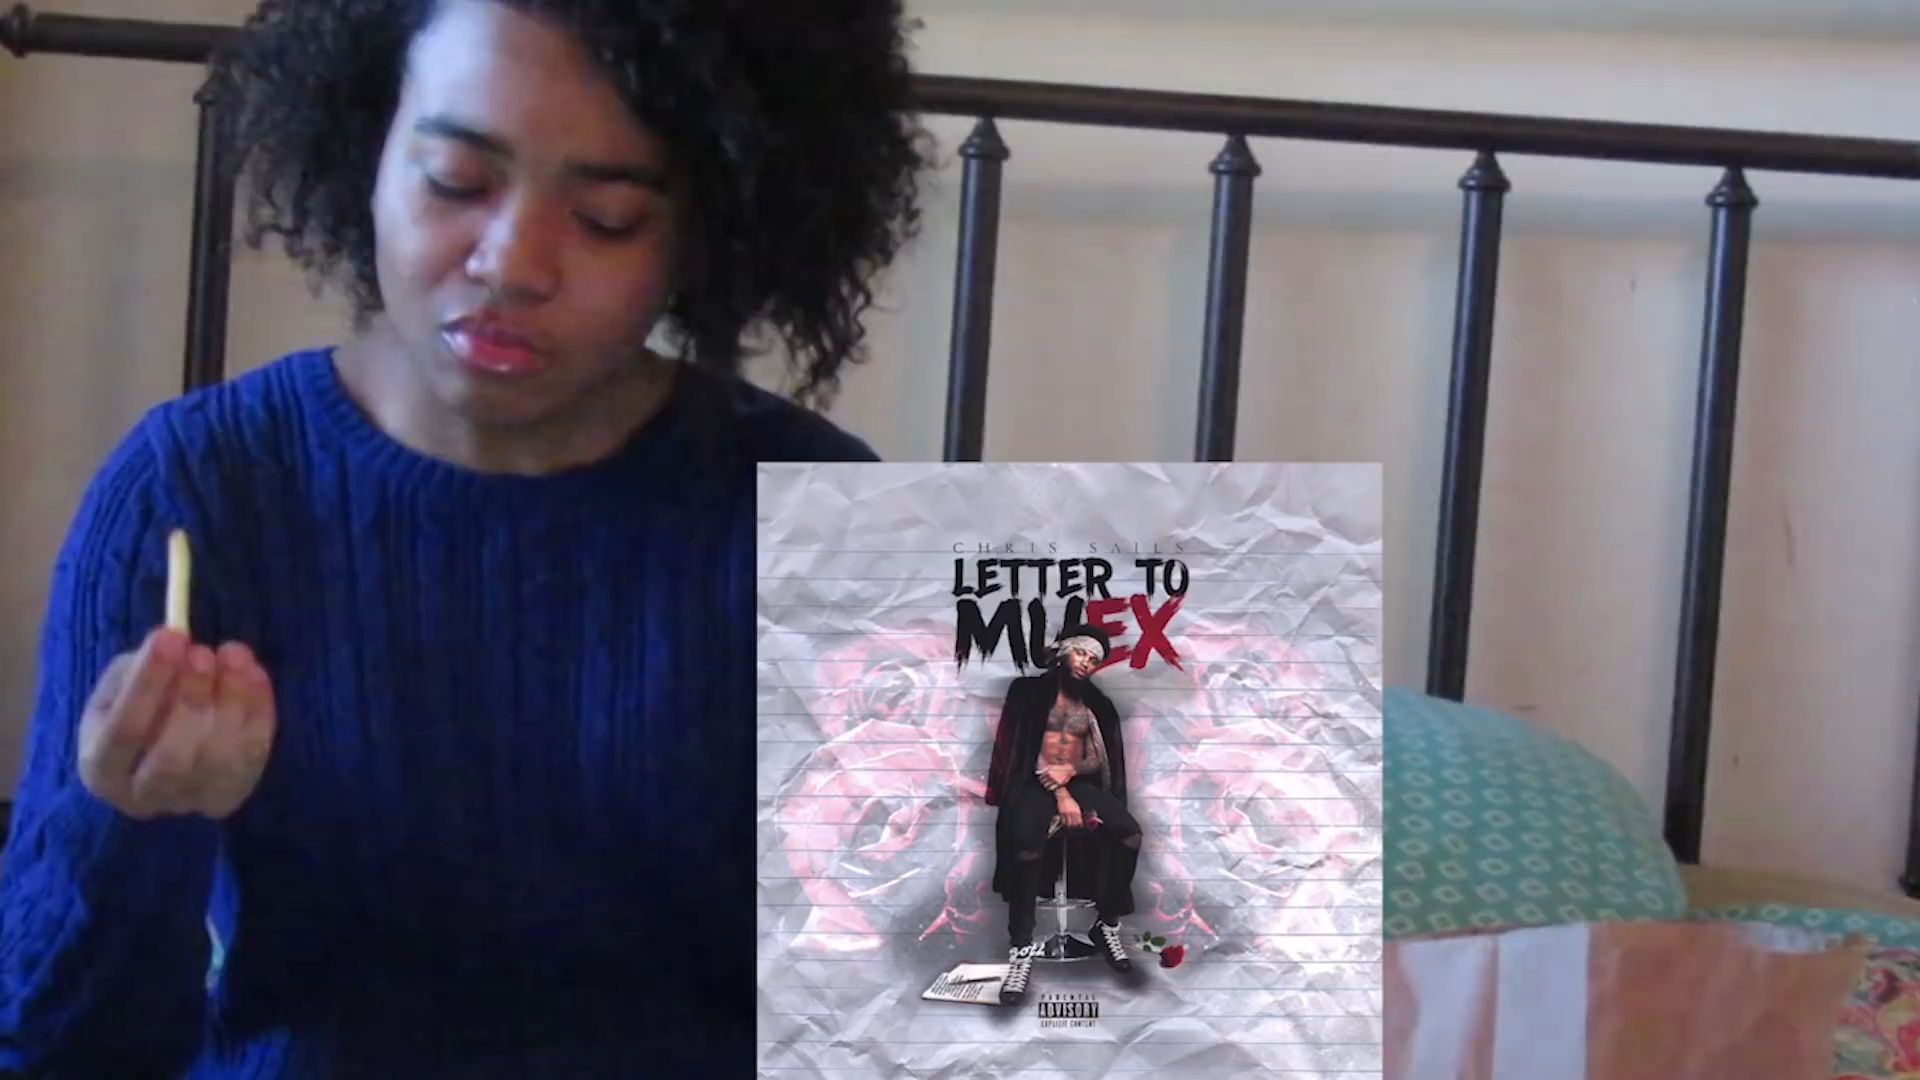 CHRIS SAILS
LETTER TO
MY EX
PARENTAL
ADVISORY
EXPLICIT CONTENT